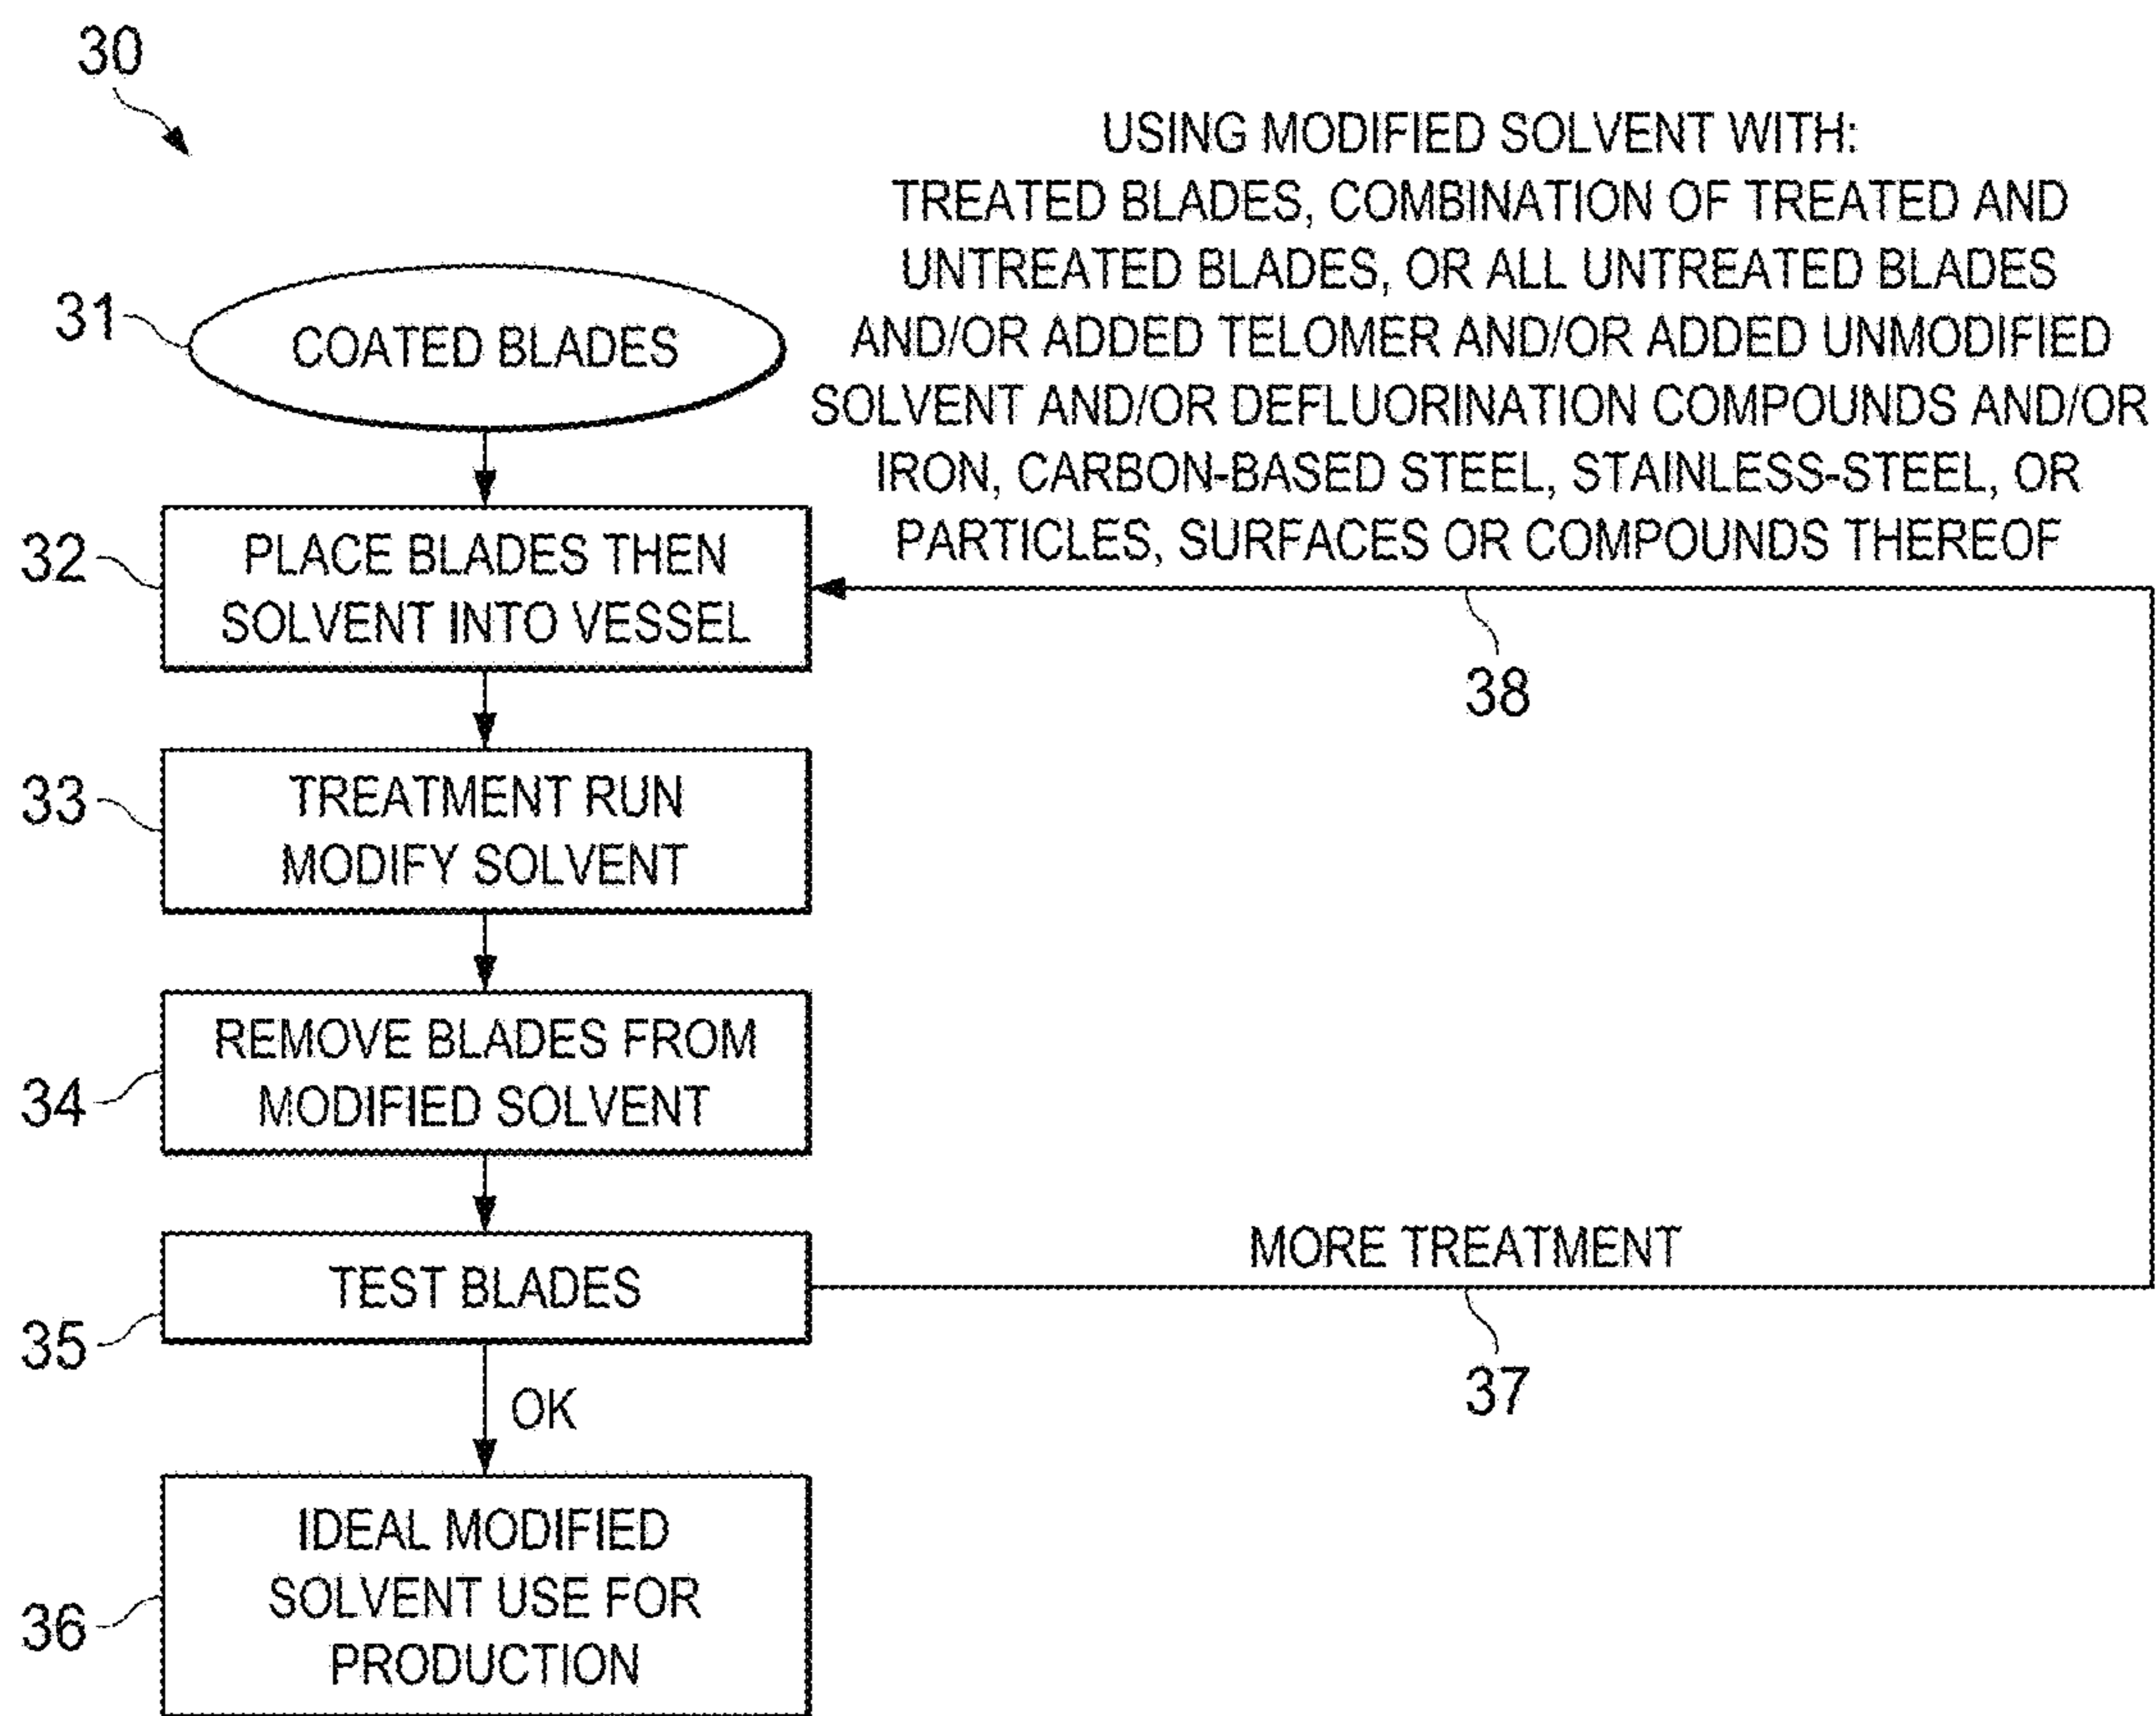 30
USING MODIFIED SOLVENT WITH:
TREATED BLADES, COMBINATION OF TREATED AND
UNTREATED BLADES, OR ALL UNTREATED BLADES
AND/OR ADDED TELOMER AND/OR ADDED UNMODIFIED
SOLVENT AND/OR DEFLUORINATION COMPOUNDS AND/OR
IRON, CARBON-BASED STEEL, STAINLESS-STEEL, OR
PARTICLES, SURFACES OR COMPOUNDS THEREOF
31
COATED BLADES
32
PLACE BLADES THEN
SOLVENT INTO VESSEL
38
33
TREATMENT RUN
MODIFY SOLVENT
34
REMOVE BLADES FROM
MODIFIED SOLVENT
35
TEST BLADES
MORE TREATMENT
37
OK
36
IDEAL MODIFIED
SOLVENT USE FOR
PRODUCTION